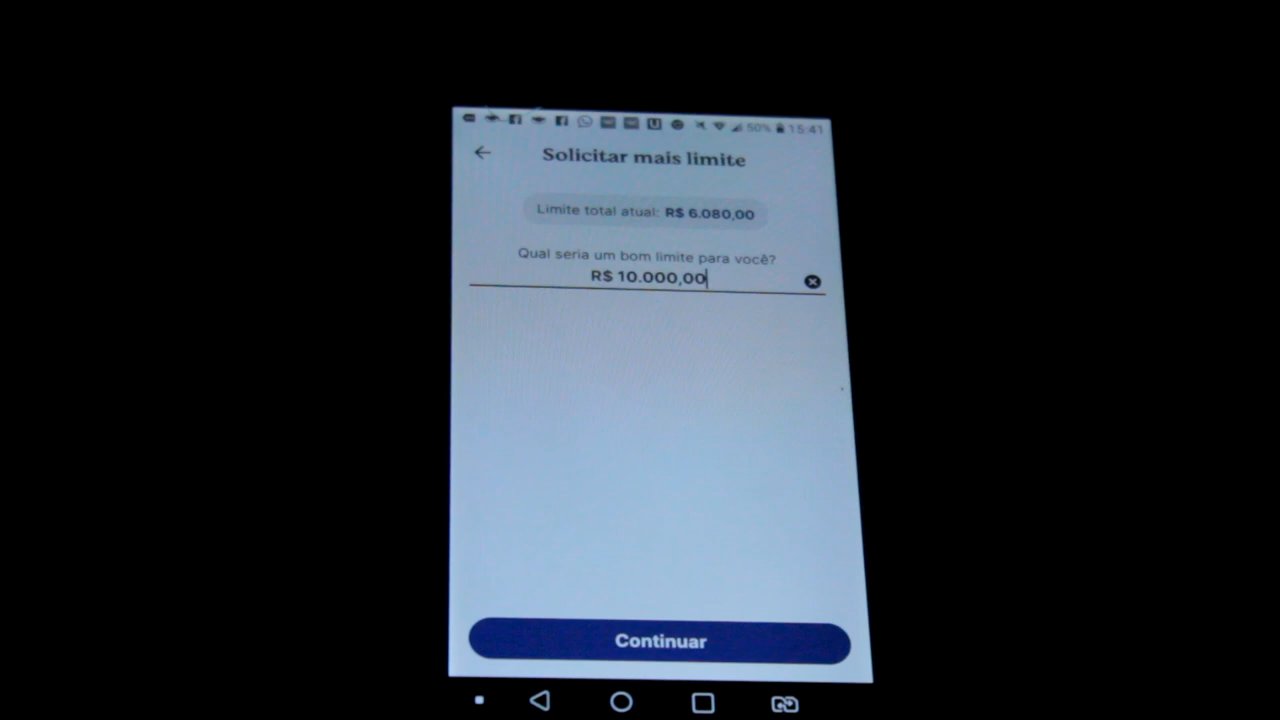 50% 15:41
Solicitar mais limite
Limite total atual: R$ 6.080,00
Qual seria um bom limite para você?
R$ 10.000,00
Continuar